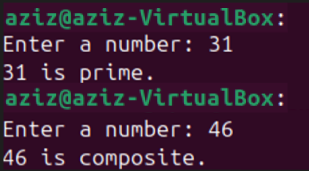 aziz@aziz-VirtualBox:
Enter a number: 31
31 is prime.
aziz@aziz-VirtualBox:
Enter a number: 46
46 is composite.